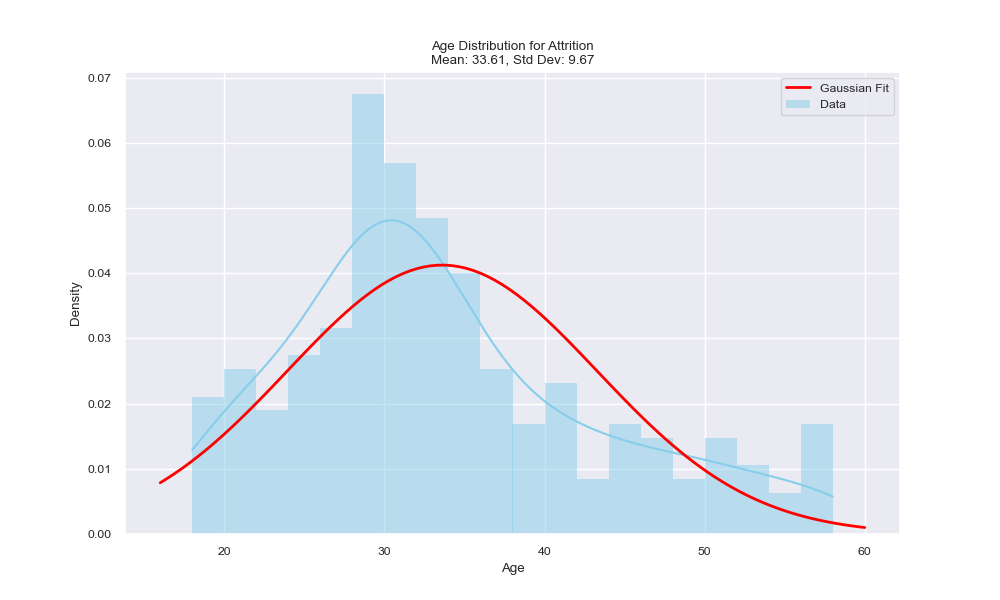 Age Distribution for Attrition
Mean: 33.61, Std Dev: 9.67
Gaussian Fit
Data
0.07
0.06
0.05
0.04
0.03
0.02
0.01
0.00
Density
20
30
40
50
60
Age